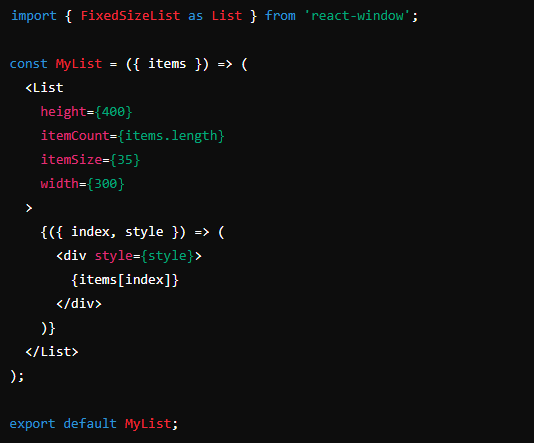 import { FixedSizeList as List } from 'react-window';
const MyList = ({ items }) => (
<List
height={400}
itemCount={items.length}
itemSize={35}
width={300}
>
{({ index, style }) => (
<div style={style}>
{items[index]}
</div>
)}
</List>
);
export default MyList;